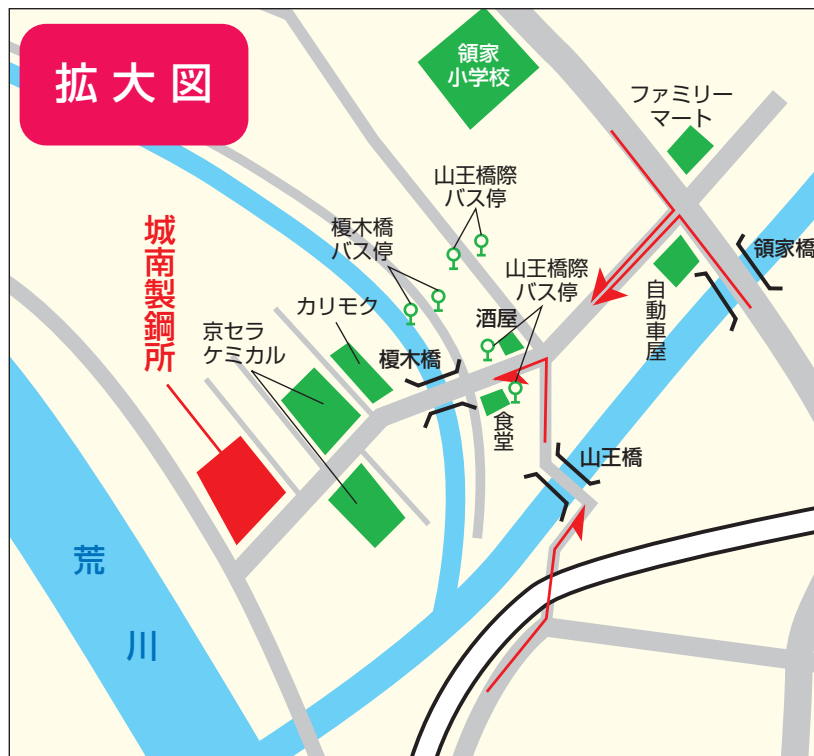 拡大図
領家
小学校
ファミリー
マート
山王橋際
バス停
榎木橋
バス停
山王橋際
バス停
領家橋
城南製鋼所
自動車屋
カリモク
酒屋
京セラ
ケミカル
榎木橋
食堂
山王橋
荒川